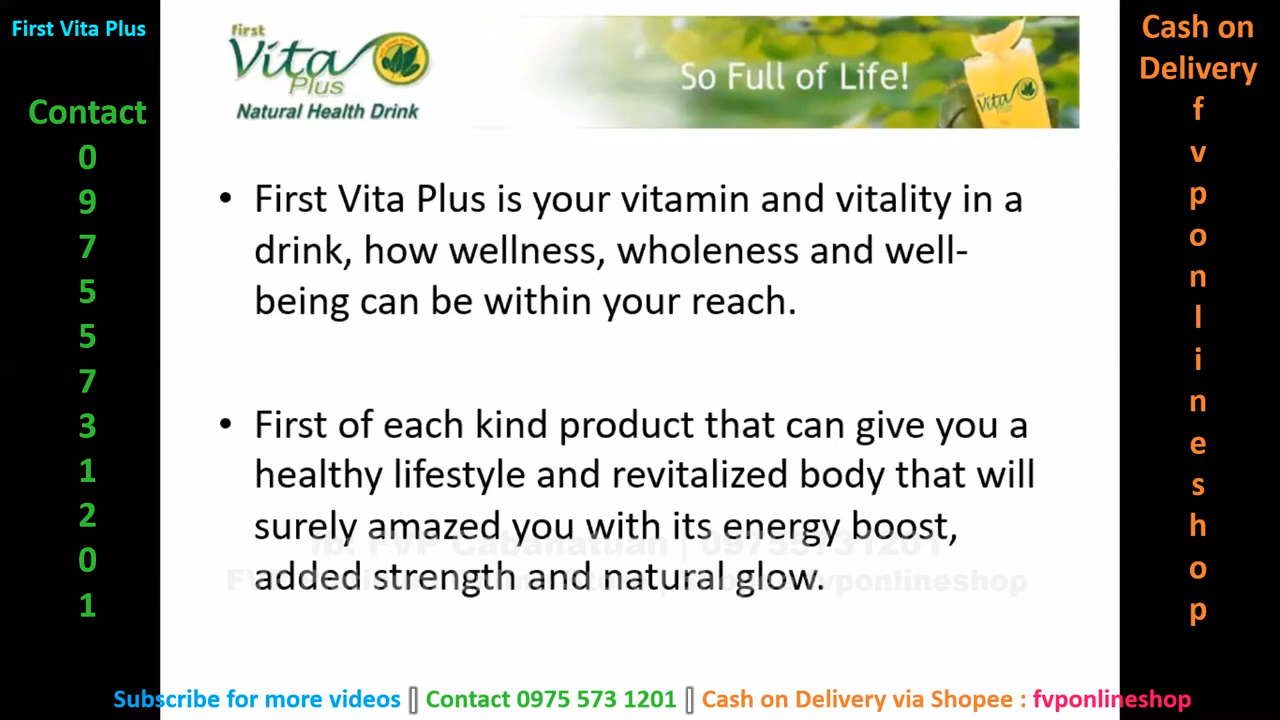 First Vita Plus
Contact
0
9
7
5
5
7
3
1
2
0
1
First
Vita
Plus
Natural Health Drink
So Full of Life!
Vita
• First Vita Plus is your vitamin and vitality in a
drink, how wellness, wholeness and well-
being can be within your reach.
• First of each kind product that can give you a
healthy lifestyle and revitalized body that will
surely amazed you with its energy boost,
added strength and natural glow.
fb: FVP Cabanatuan | 09755731201
Cash on
Delivery
f
v
p
o
n
l
i
n
e
s
h
o
p
Subscribe for more videos || Contact 0975 573 1201 || Cash on Delivery via Shopee : fvponlineshop